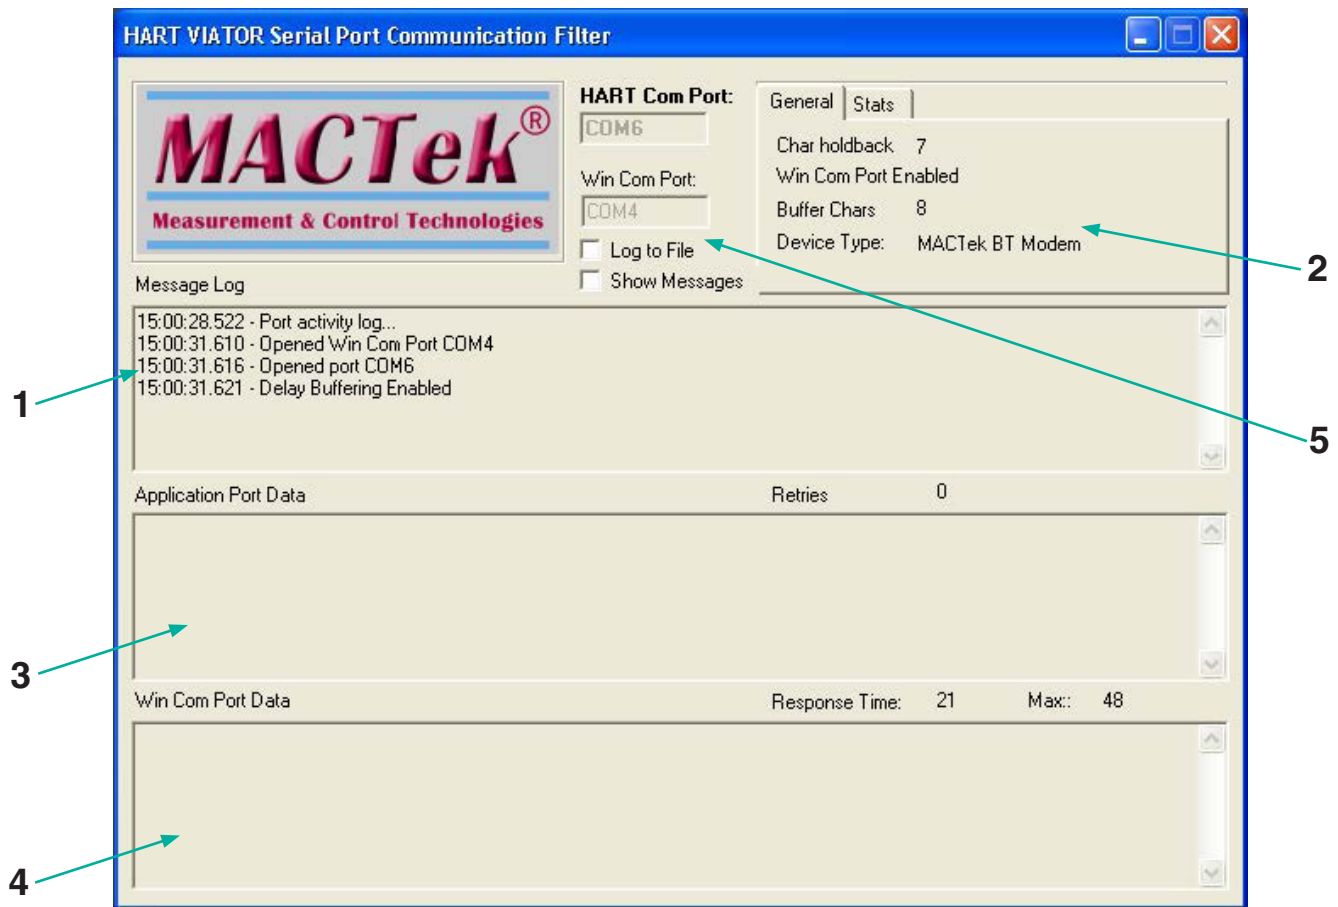 HART VIATOR Serial Port Communication Filter
MACTek®
Measurement & Control Technologies
HART Com Port:
COM6
Win Com Port:
COM4
Log to File
Show Messages
General Stats
Char holdback 7
Win Com Port Enabled
Buffer Chars 8
Device Type: MACTek BT Modem
2
Message Log
15:00:28.522 - Port activity log...
15:00:31.610 - Opened Win Com Port COM4
15:00:31.616 - Opened port COM6
15:00:31.621 - Delay Buffering Enabled
1
5
Application Port Data Retries 0
3
Win Com Port Data Response Time: 21 Max:: 48
4